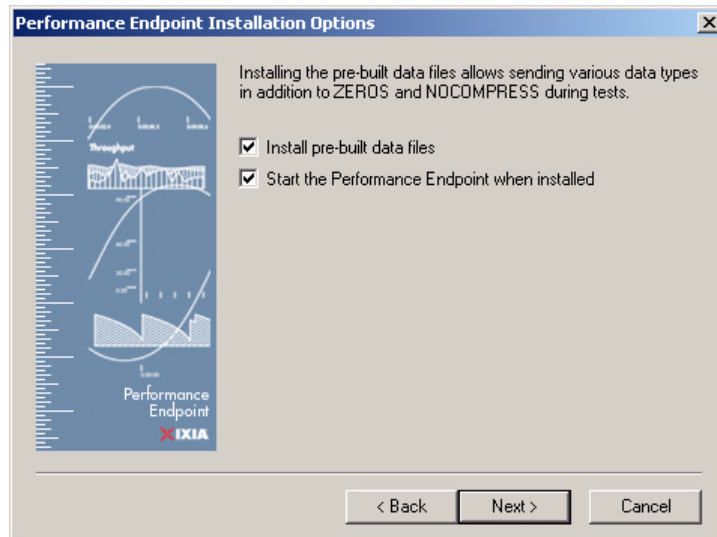 Performance Endpoint Installation Options
Installing the pre-built data files allows sending various data types
in addition to ZEROS and NOCOMPRESS during tests.
Install pre-built data files
Start the Performance Endpoint when installed
Throughput
Performance
Endpoint
IXIA
< Back
Next >
Cancel